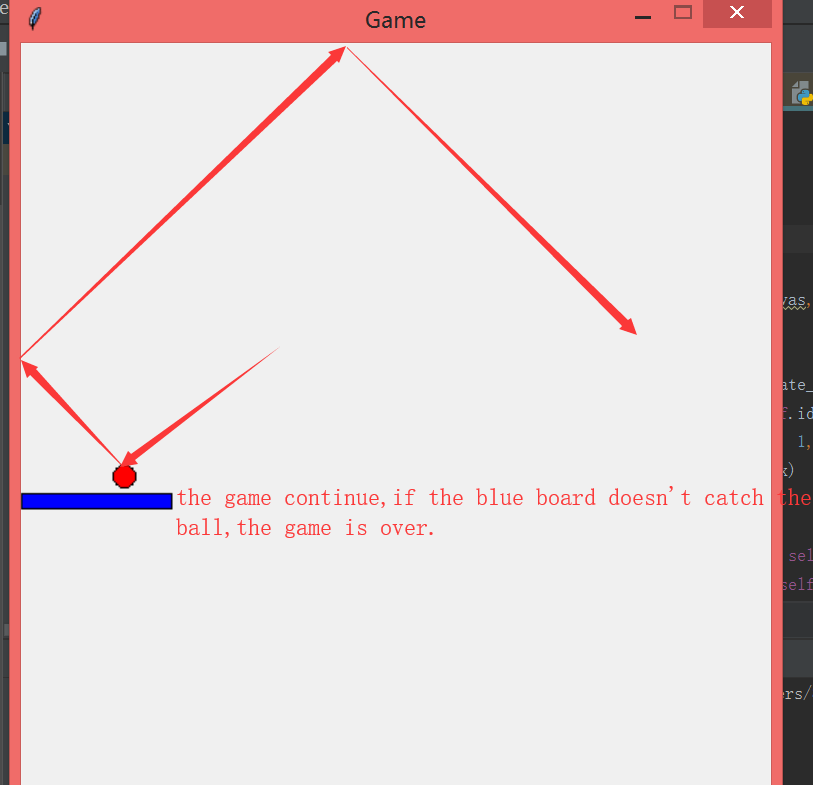 Game
vas,
ate_
f.id
1,
x)
the game continue,if the blue board doesn't catch the
ball,the game is over.
sel
self
ers/